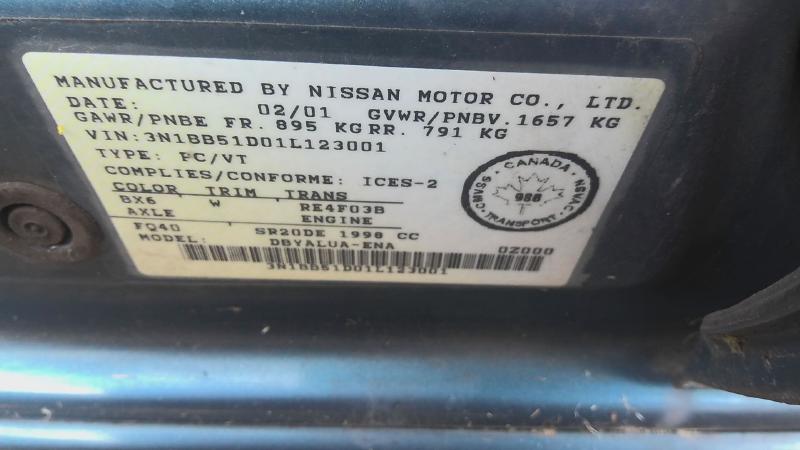 MANUFACTURED BY NISSAN MOTOR CO., LTD.
DATE: 02/01 GVWR/PNBV.1657 KG
GAWR/PNBE FR. 895 KG RR. 791 KG
VIN:3N1BB51D01L123001
TYPE: PC/VT
COMPLIES/CONFORME: ICES-2
COLOR TRIM TRANS
BX6 W RE4F03B
AXLE ENGINE
FQ40 SR20DE 1998 CC
MODEL: DBYALUA-ENA 0Z000
3N1BB51D01L123001
CANADA
NSVAC
TRANSPORT
CMVSS
988